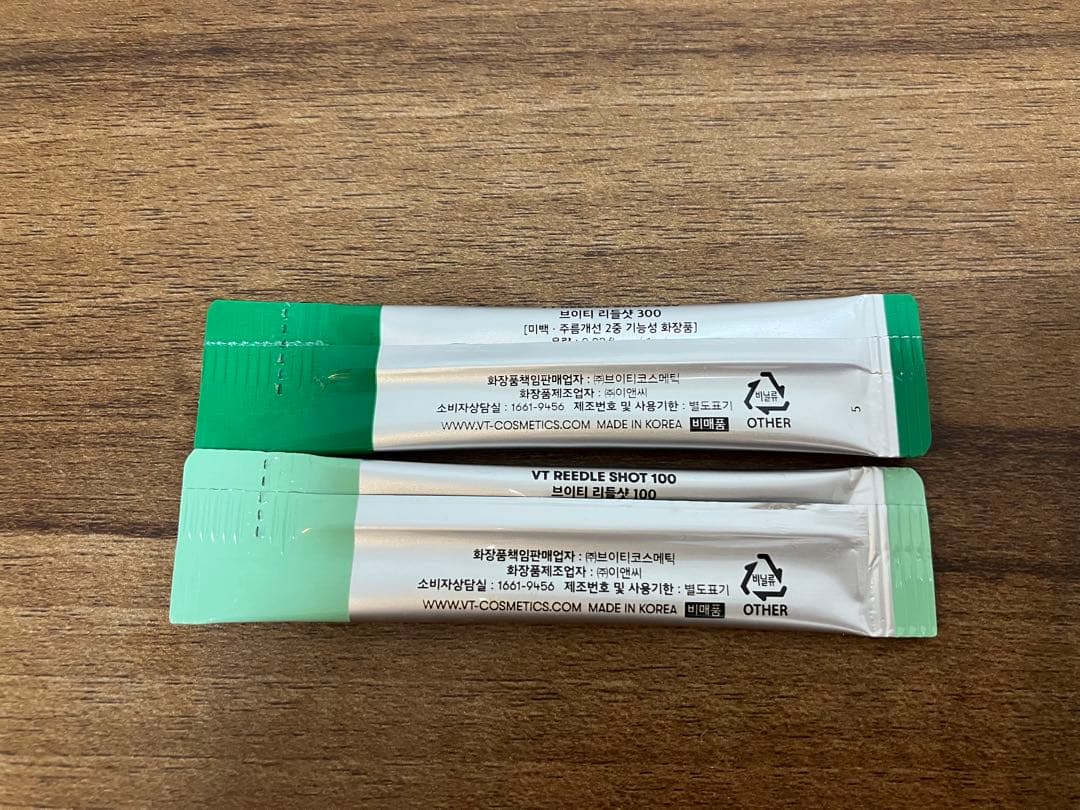 브이티 리들샷 300
[미백 · 주름개선 2중 기능성 화장품]
화장품책임판매업자 : ㈜브이티코스메틱
화장품제조업자 : ㈜이앤씨
소비자상담실 : 1661-9456 제조번호 및 사용기한 : 별도표기
WWW.VT-COSMETICS.COM MADE IN KOREA 비매품
비닐류
OTHER
5
VT REEDLE SHOT 100
브이티 리들샷 100
화장품책임판매업자 : ㈜브이티코스메틱
화장품제조업자 : ㈜이앤씨
소비자상담실 : 1661-9456 제조번호 및 사용기한 : 별도표기
WWW.VT-COSMETICS.COM MADE IN KOREA 비매품
비닐류
OTHER